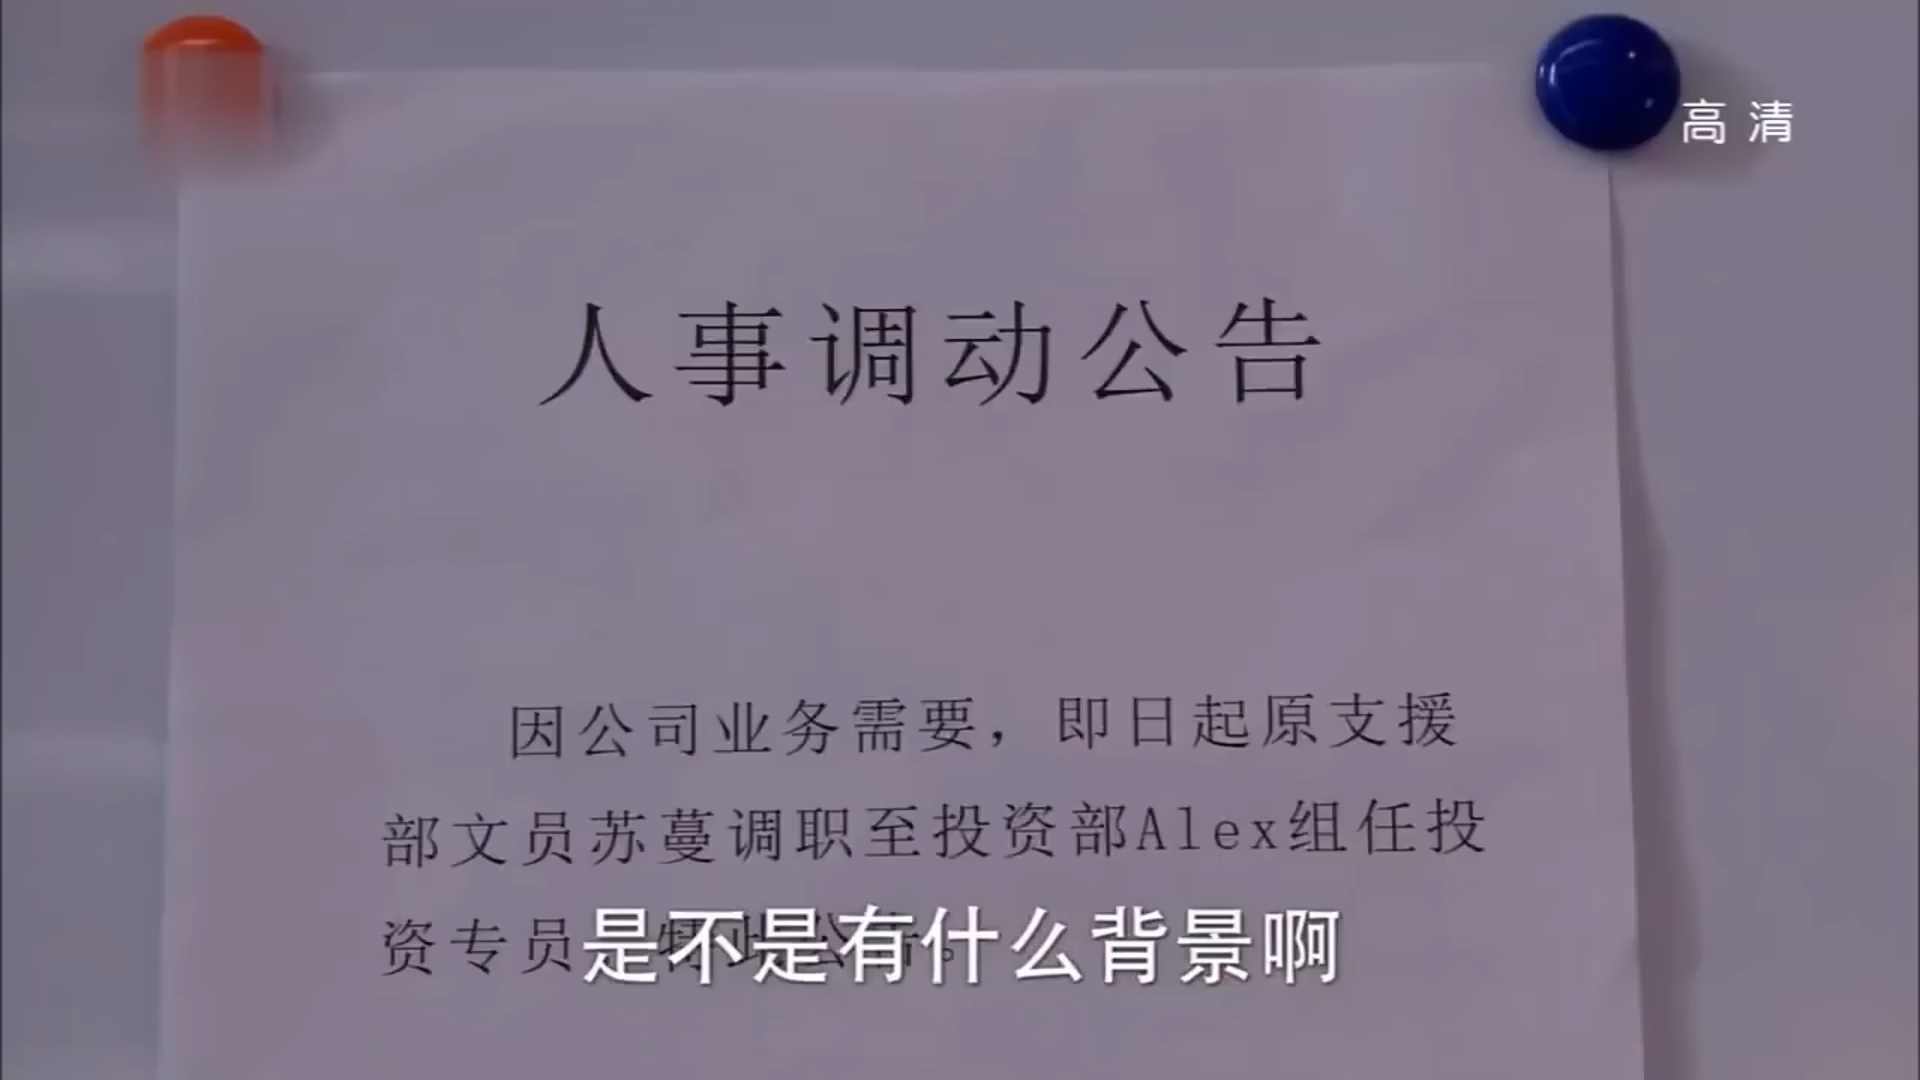 高清
人事调动公告
因公司业务需要，即日起原支援
部文员苏蔓调职至投资部Alex组任投
资专员
是不是有什么背景啊